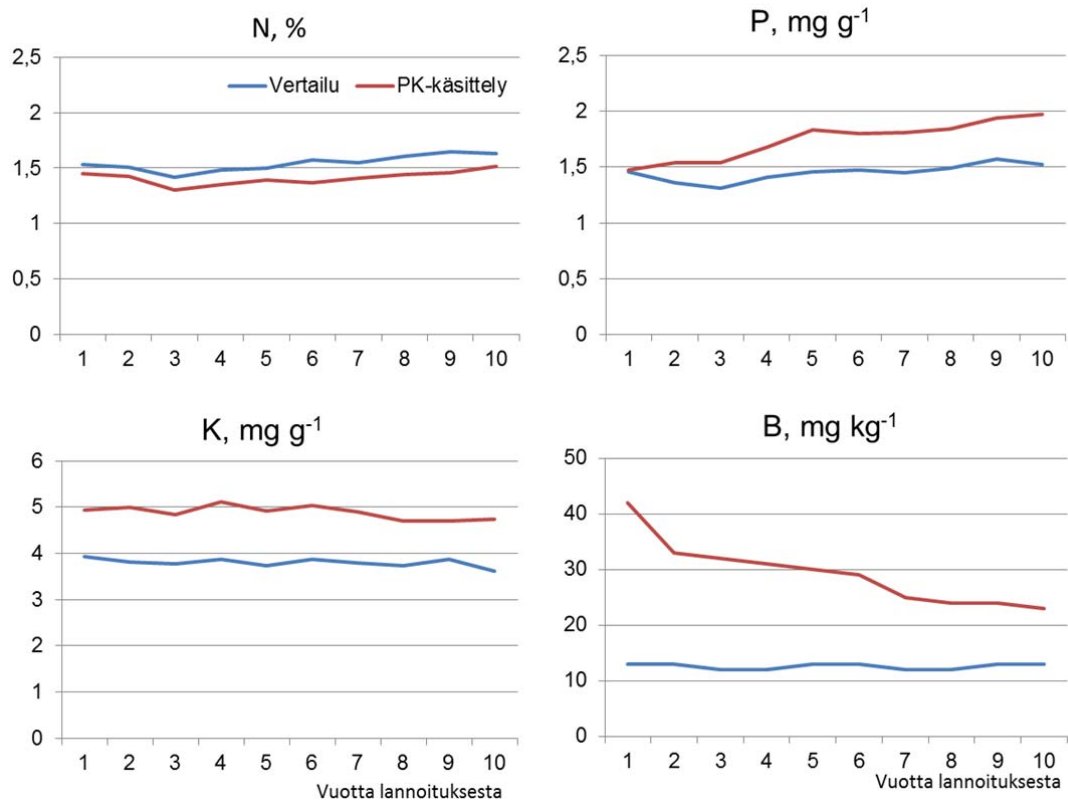 N, %
2,5
2
1,5
1
0,5
0
Vertailu PK-käsittely
1 2 3 4 5 6 7 8 9 10
P, mg g-1
2,5
2
1,5
1
0,5
0
1 2 3 4 5 6 7 8 9 10
K, mg g-1
6
5
4
3
2
1
0
1 2 3 4 5 6 7 8 9 10
Vuotta lannoituksesta
B, mg kg-1
50
40
30
20
10
0
1 2 3 4 5 6 7 8 9 10
Vuotta lannoituksesta